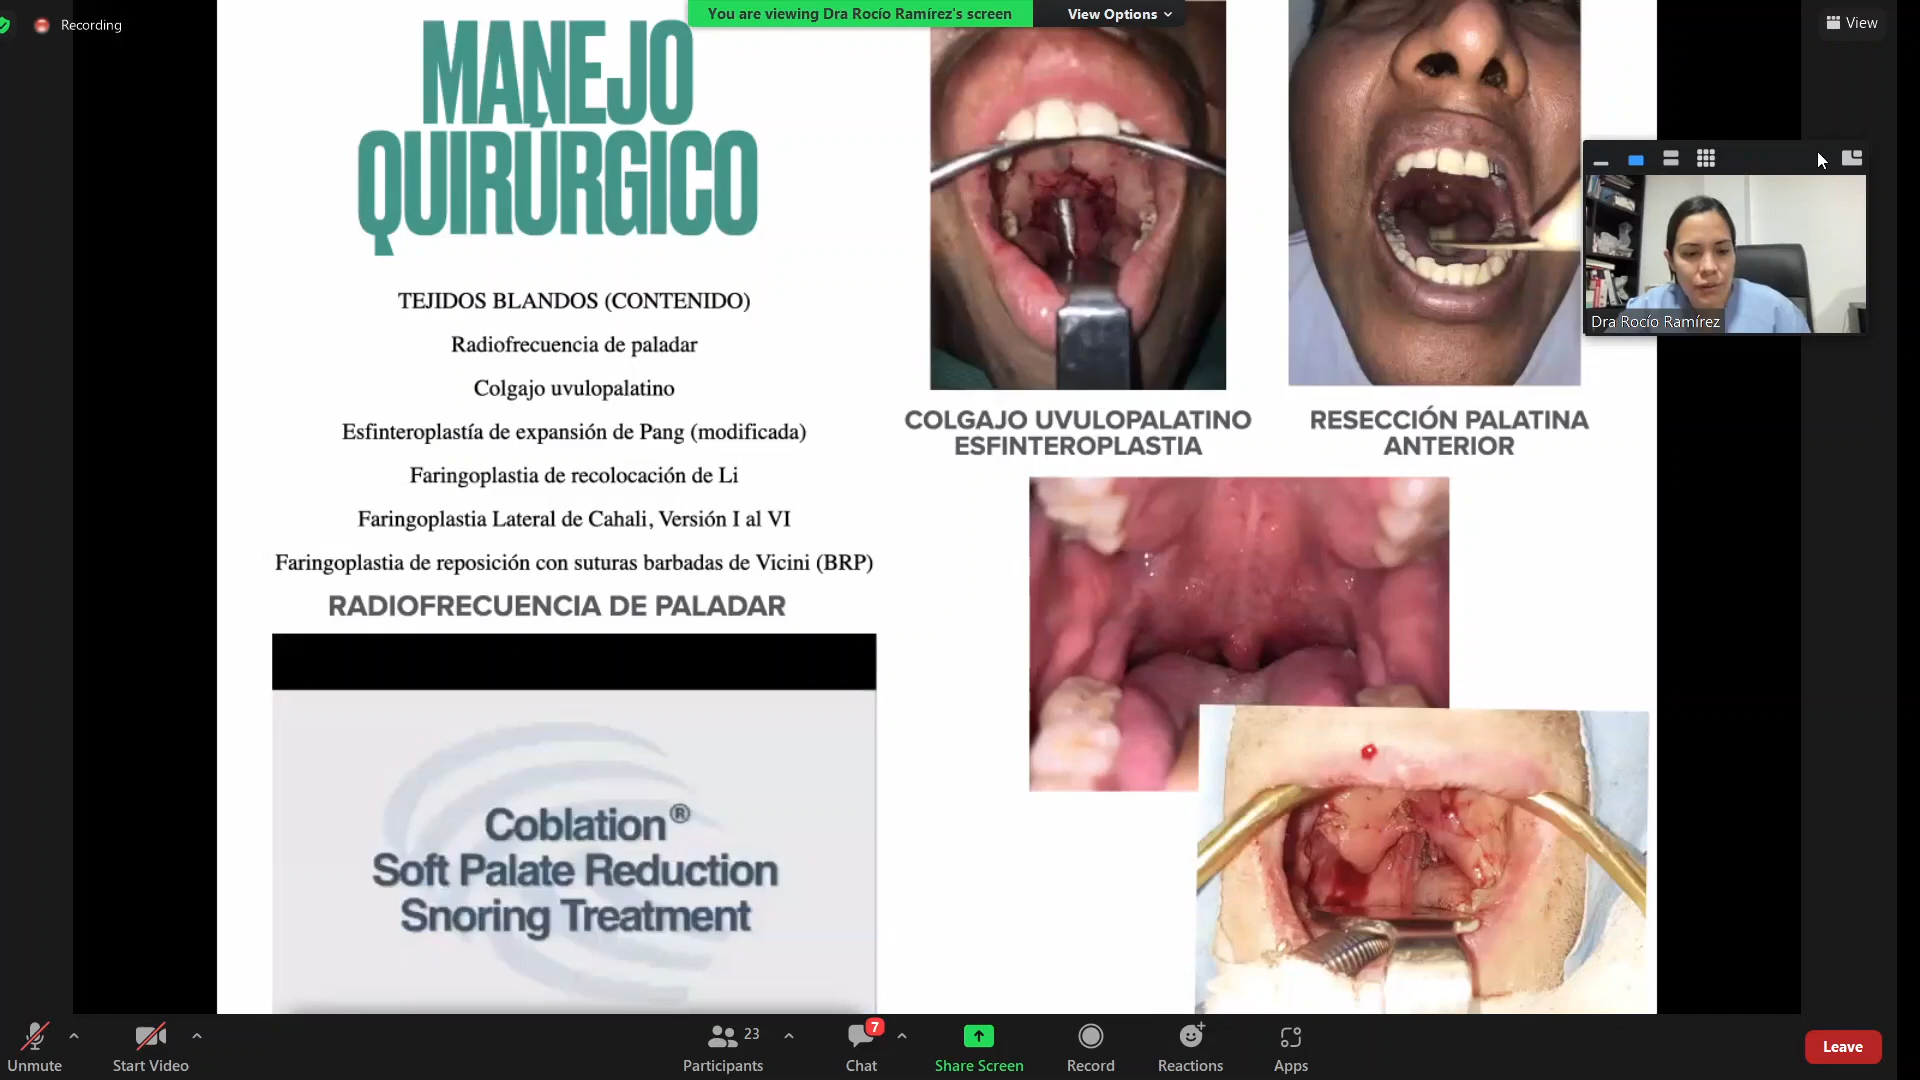 Recording
You are viewing Dra Rocío Ramírez's screen
View Options
View
MANEJO
QUIRÚRGICO
TEJIDOS BLANDOS (CONTENIDO)
Radiofrecuencia de paladar
Colgajo uvulopalatino
Esfinteroplastía de expansión de Pang (modificada)
Faringoplastia de recolocación de Li
Faringoplastia Lateral de Cahali, Versión I al VI
Faringoplastia de reposición con suturas barbadas de Vicini (BRP)
RADIOFRECUENCIA DE PALADAR
Coblation®
Soft Palate Reduction
Snoring Treatment
COLGAJO UVULOPALATINO
ESFINTEROPLASTIA
RESECCIÓN PALATINA
ANTERIOR
Dra Rocío Ramírez
Unmute
Start Video
23
Participants
7
Chat
Share Screen
Record
Reactions
Apps
Leave